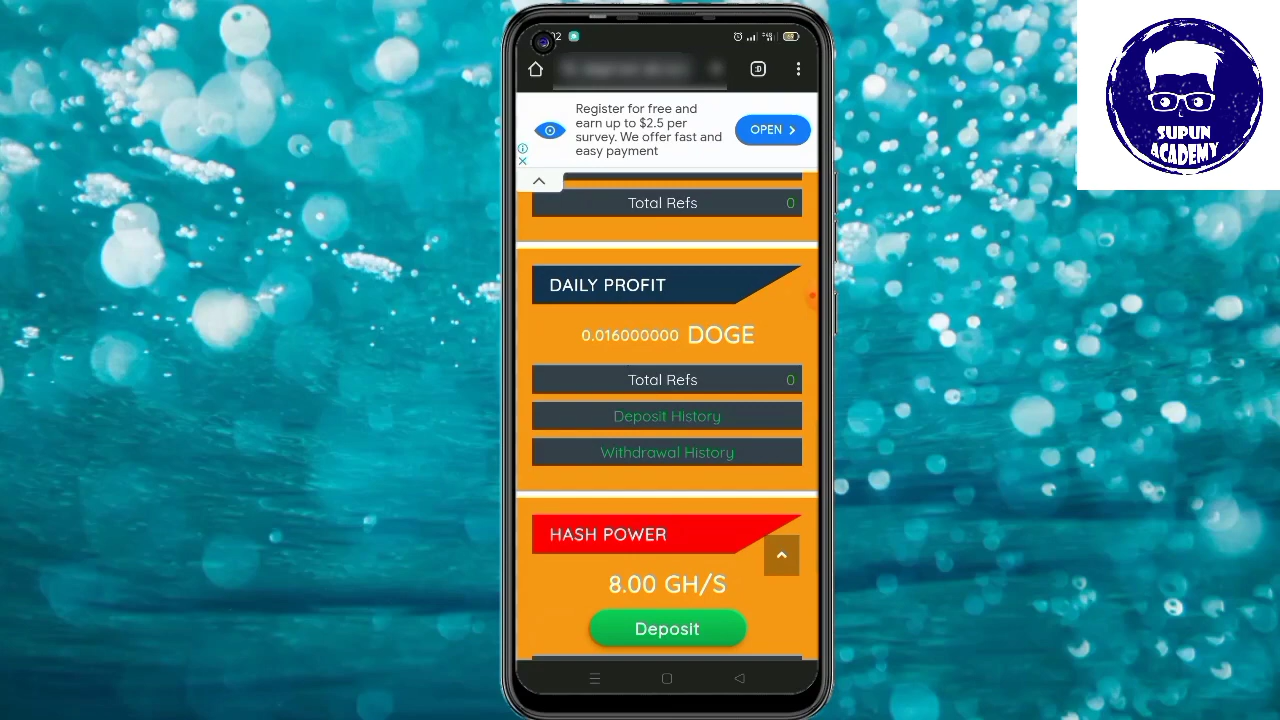 02
Register for free and
earn up to $2.5 per
survey. We offer fast and
easy payment
OPEN
Total Refs 0
DAILY PROFIT
0.016000000 DOGE
Total Refs 0
Deposit History
Withdrawal History
HASH POWER
8.00 GH/S
Deposit
SUPUN
ACADEMY